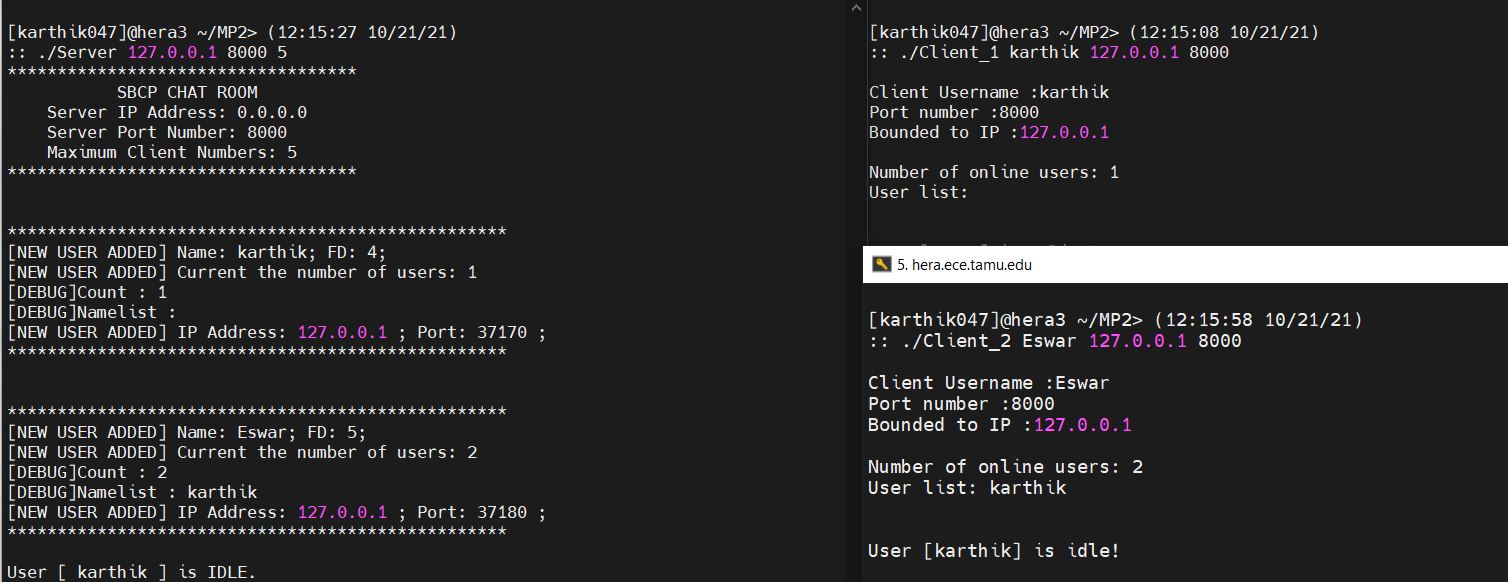 [karthik047]@hera3 ~/MP2> (12:15:27 10/21/21)
:: ./Server 127.0.0.1 8000 5
***********************************
SBCP CHAT ROOM
Server IP Address: 0.0.0.0
Server Port Number: 8000
Maximum Client Numbers: 5
***********************************
**************************************************
[NEW USER ADDED] Name: karthik; FD: 4;
[NEW USER ADDED] Current the number of users: 1
[DEBUG]Count : 1
[DEBUG]Namelist :
[NEW USER ADDED] IP Address: 127.0.0.1 ; Port: 37170 ;
**************************************************
**************************************************
[NEW USER ADDED] Name: Eswar; FD: 5;
[NEW USER ADDED] Current the number of users: 2
[DEBUG]Count : 2
[DEBUG]Namelist : karthik
[NEW USER ADDED] IP Address: 127.0.0.1 ; Port: 37180 ;
**************************************************
User [ karthik ] is IDLE.
[karthik047]@hera3 ~/MP2> (12:15:08 10/21/21)
:: ./Client_1 karthik 127.0.0.1 8000
Client Username :karthik
Port number :8000
Bounded to IP :127.0.0.1
Number of online users: 1
User list:
5. hera.ece.tamu.edu
[karthik047]@hera3 ~/MP2> (12:15:58 10/21/21)
:: ./Client_2 Eswar 127.0.0.1 8000
Client Username :Eswar
Port number :8000
Bounded to IP :127.0.0.1
Number of online users: 2
User list: karthik
User [karthik] is idle!